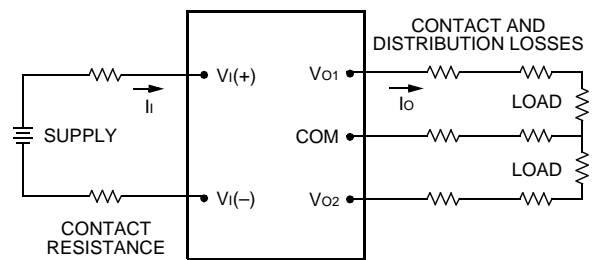 CONTACT AND
DISTRIBUTION LOSSES
VI(+)
VO1
II
IO
LOAD
SUPPLY
COM
LOAD
VI(–)
VO2
CONTACT
RESISTANCE